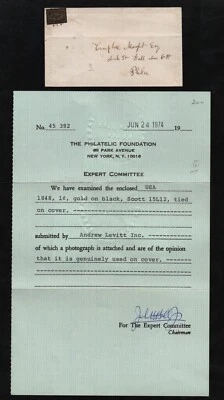 No. 45 382
JUN 24 1974 19
THE PHILATELIC FOUNDATION
99 PARK AVENUE
NEW YORK, N.Y. 10016
EXPERT COMMITTEE
We have examined the enclosed USA
1848, 1¢, gold on black, Scott 15L12, tied
on cover,
submitted by Andrew Levitt Inc.
of which a photograph is attached and are of the opinion
that it is genuinely used on cover.
For The Expert Committee
Chairman